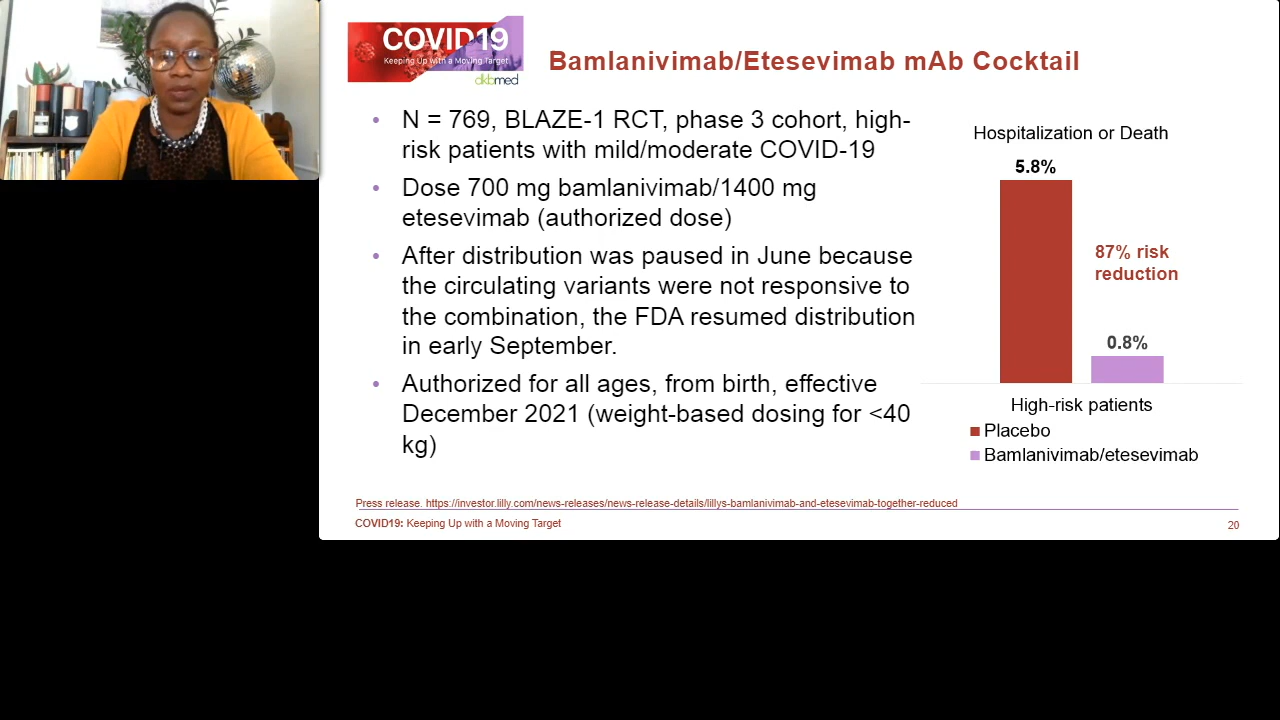 COVID19
Keeping Up with a Moving Target
dkbmed
Bamlanivimab/Etesevimab mAb Cocktail
• N = 769, BLAZE-1 RCT, phase 3 cohort, high-
risk patients with mild/moderate COVID-19
• Dose 700 mg bamlanivimab/1400 mg
etesevimab (authorized dose)
• After distribution was paused in June because
the circulating variants were not responsive to
the combination, the FDA resumed distribution
in early September.
• Authorized for all ages, from birth, effective
December 2021 (weight-based dosing for <40
kg)
Hospitalization or Death
5.8%
87% risk
reduction
0.8%
High-risk patients
Placebo
Bamlanivimab/etesevimab
Press release. https://investor.lilly.com/news-releases/news-release-details/lillys-bamlanivimab-and-etesevimab-together-reduced
COVID19: Keeping Up with a Moving Target
20